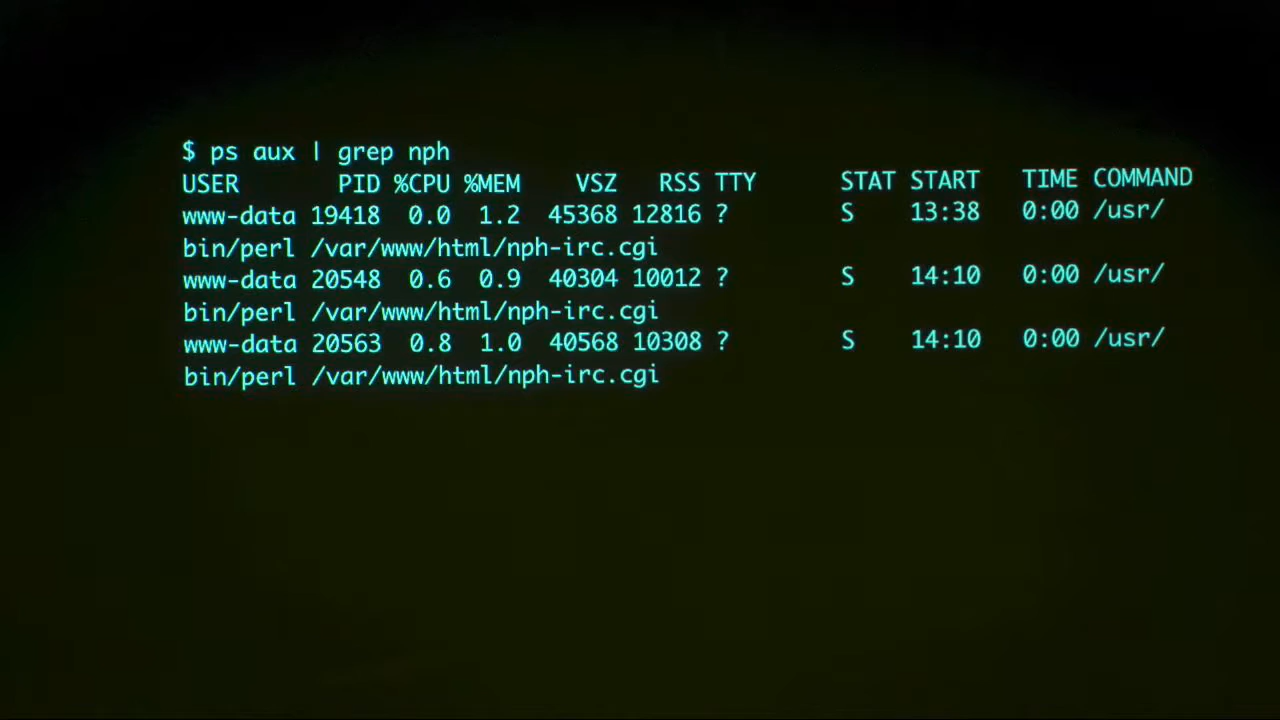 $ ps aux | grep nph
USER       PID %CPU %MEM    VSZ   RSS TTY      STAT START   TIME COMMAND
www-data 19418  0.0  1.2  45368 12816 ?        S    13:38   0:00 /usr/
bin/perl /var/www/html/nph-irc.cgi
www-data 20548  0.6  0.9  40304 10012 ?        S    14:10   0:00 /usr/
bin/perl /var/www/html/nph-irc.cgi
www-data 20563  0.8  1.0  40568 10308 ?        S    14:10   0:00 /usr/
bin/perl /var/www/html/nph-irc.cgi